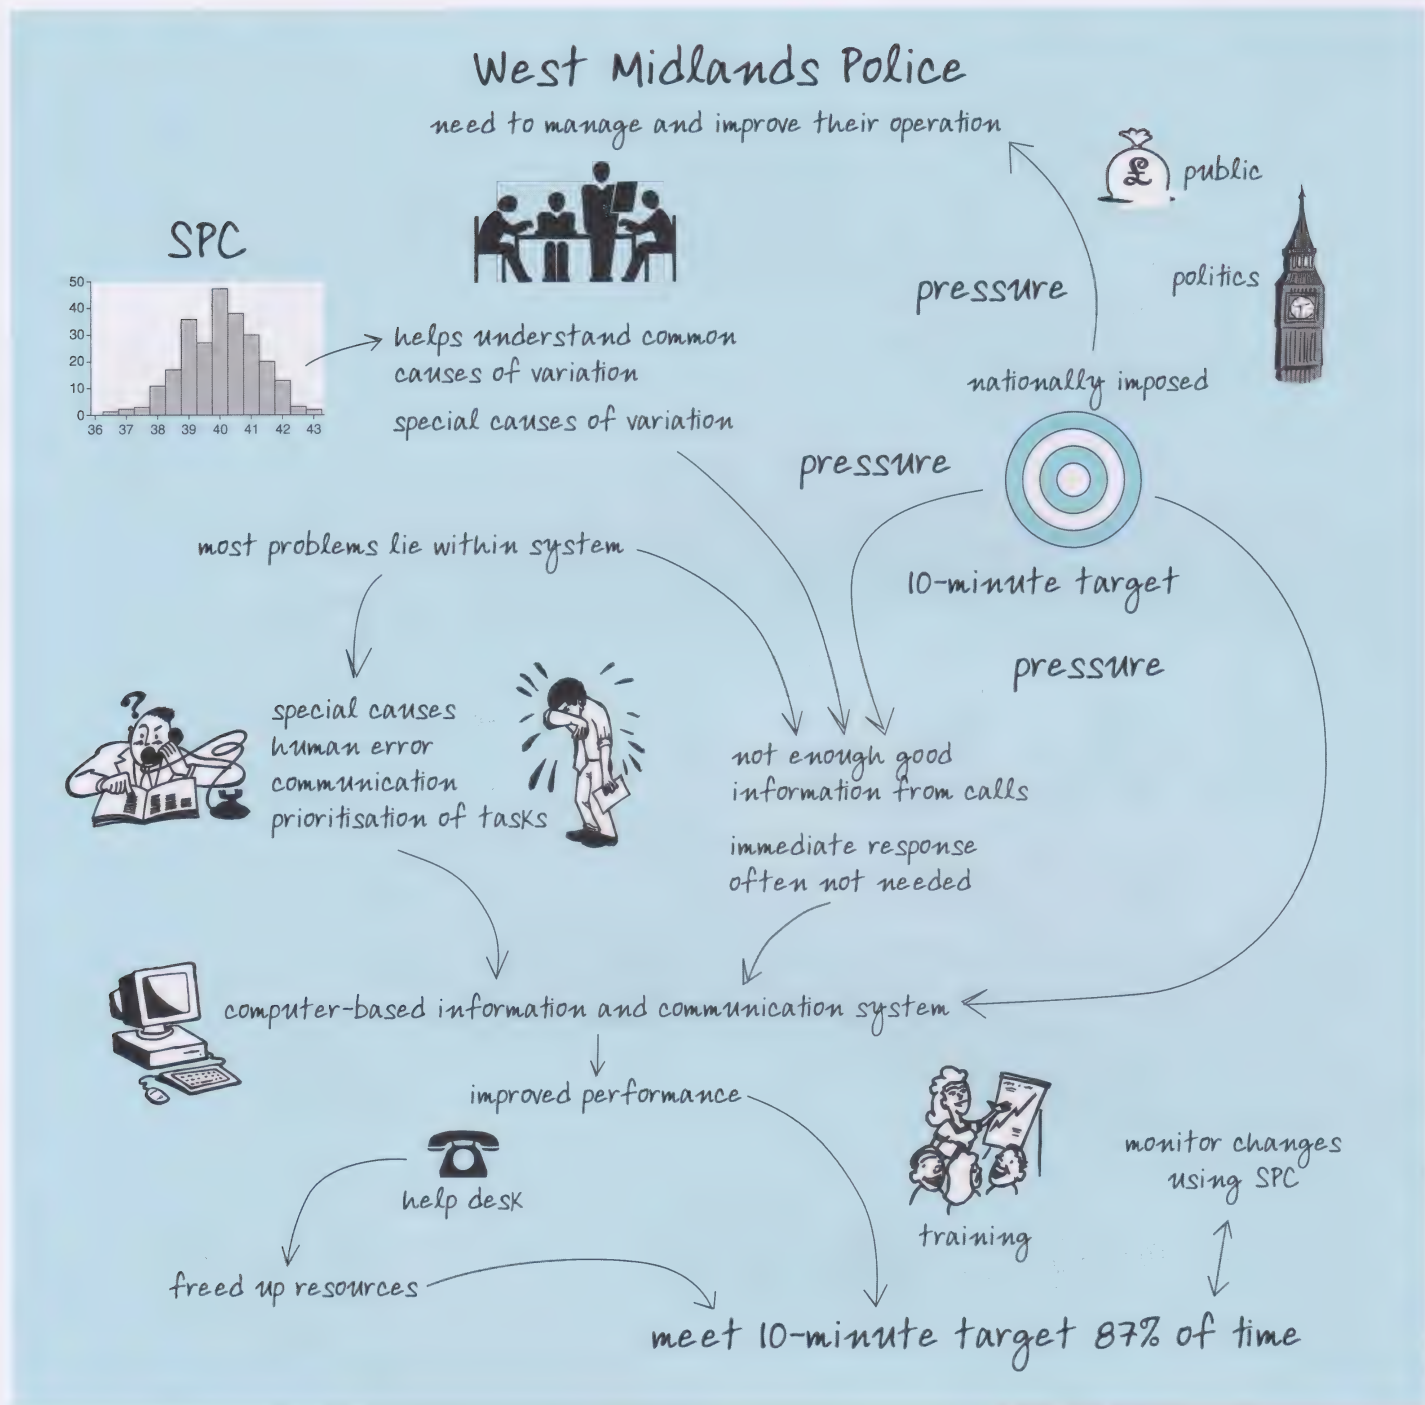 West Midlands Police
need to manage and improve their operation
£
public
politics
pressure
nationally imposed
SPC
50
40
30
20
10
0
36 37 38 39 40 41 42 43
helps understand common
causes of variation
special causes of variation
pressure
10-minute target
pressure
most problems lie within system
?
special causes
human error
communication
prioritisation of tasks
not enough good
information from calls
immediate response
often not needed
computer-based information and communication system
improved performance
help desk
training
monitor changes
using SPC
freed up resources
meet 10-minute target 87% of time